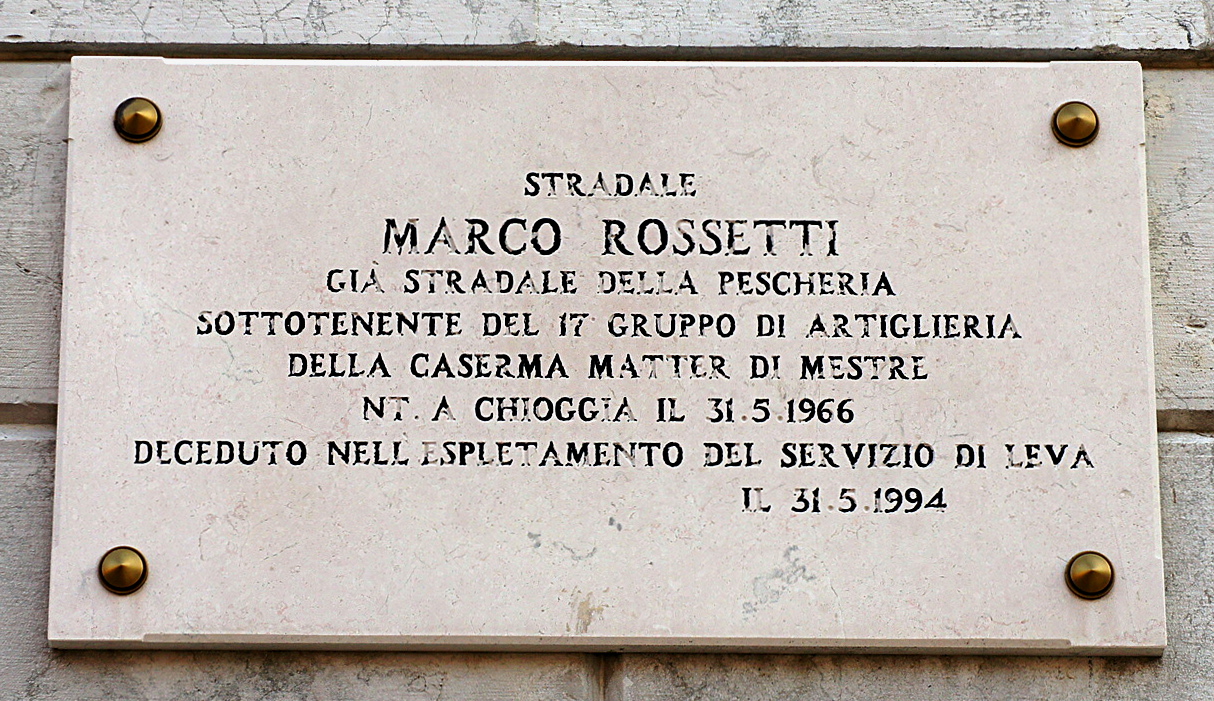 STRADALE
MARCO ROSSETTI
GIÀ STRADALE DELLA PESCHERIA
SOTTOTENENTE DEL 17 GRUPPO DI ARTIGLIERIA
DELLA CASERMA MATTER DI MESTRE
NT. A CHIOGGIA IL 31.5.1966
DECEDUTO NELL'ESPLETAMENTO DEL SERVIZIO DI LEVA
IL 31.5.1994